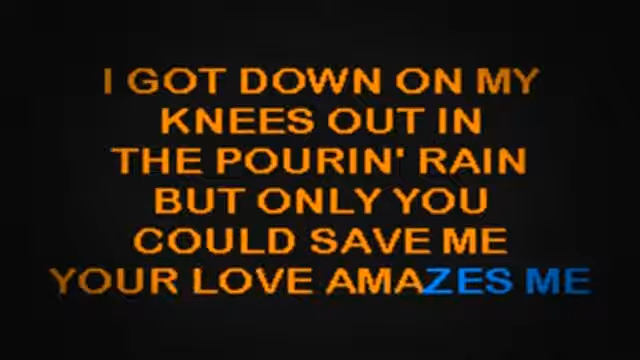 I GOT DOWN ON MY
KNEES OUT IN
THE POURIN' RAIN
BUT ONLY YOU
COULD SAVE ME
YOUR LOVE AMAZES ME